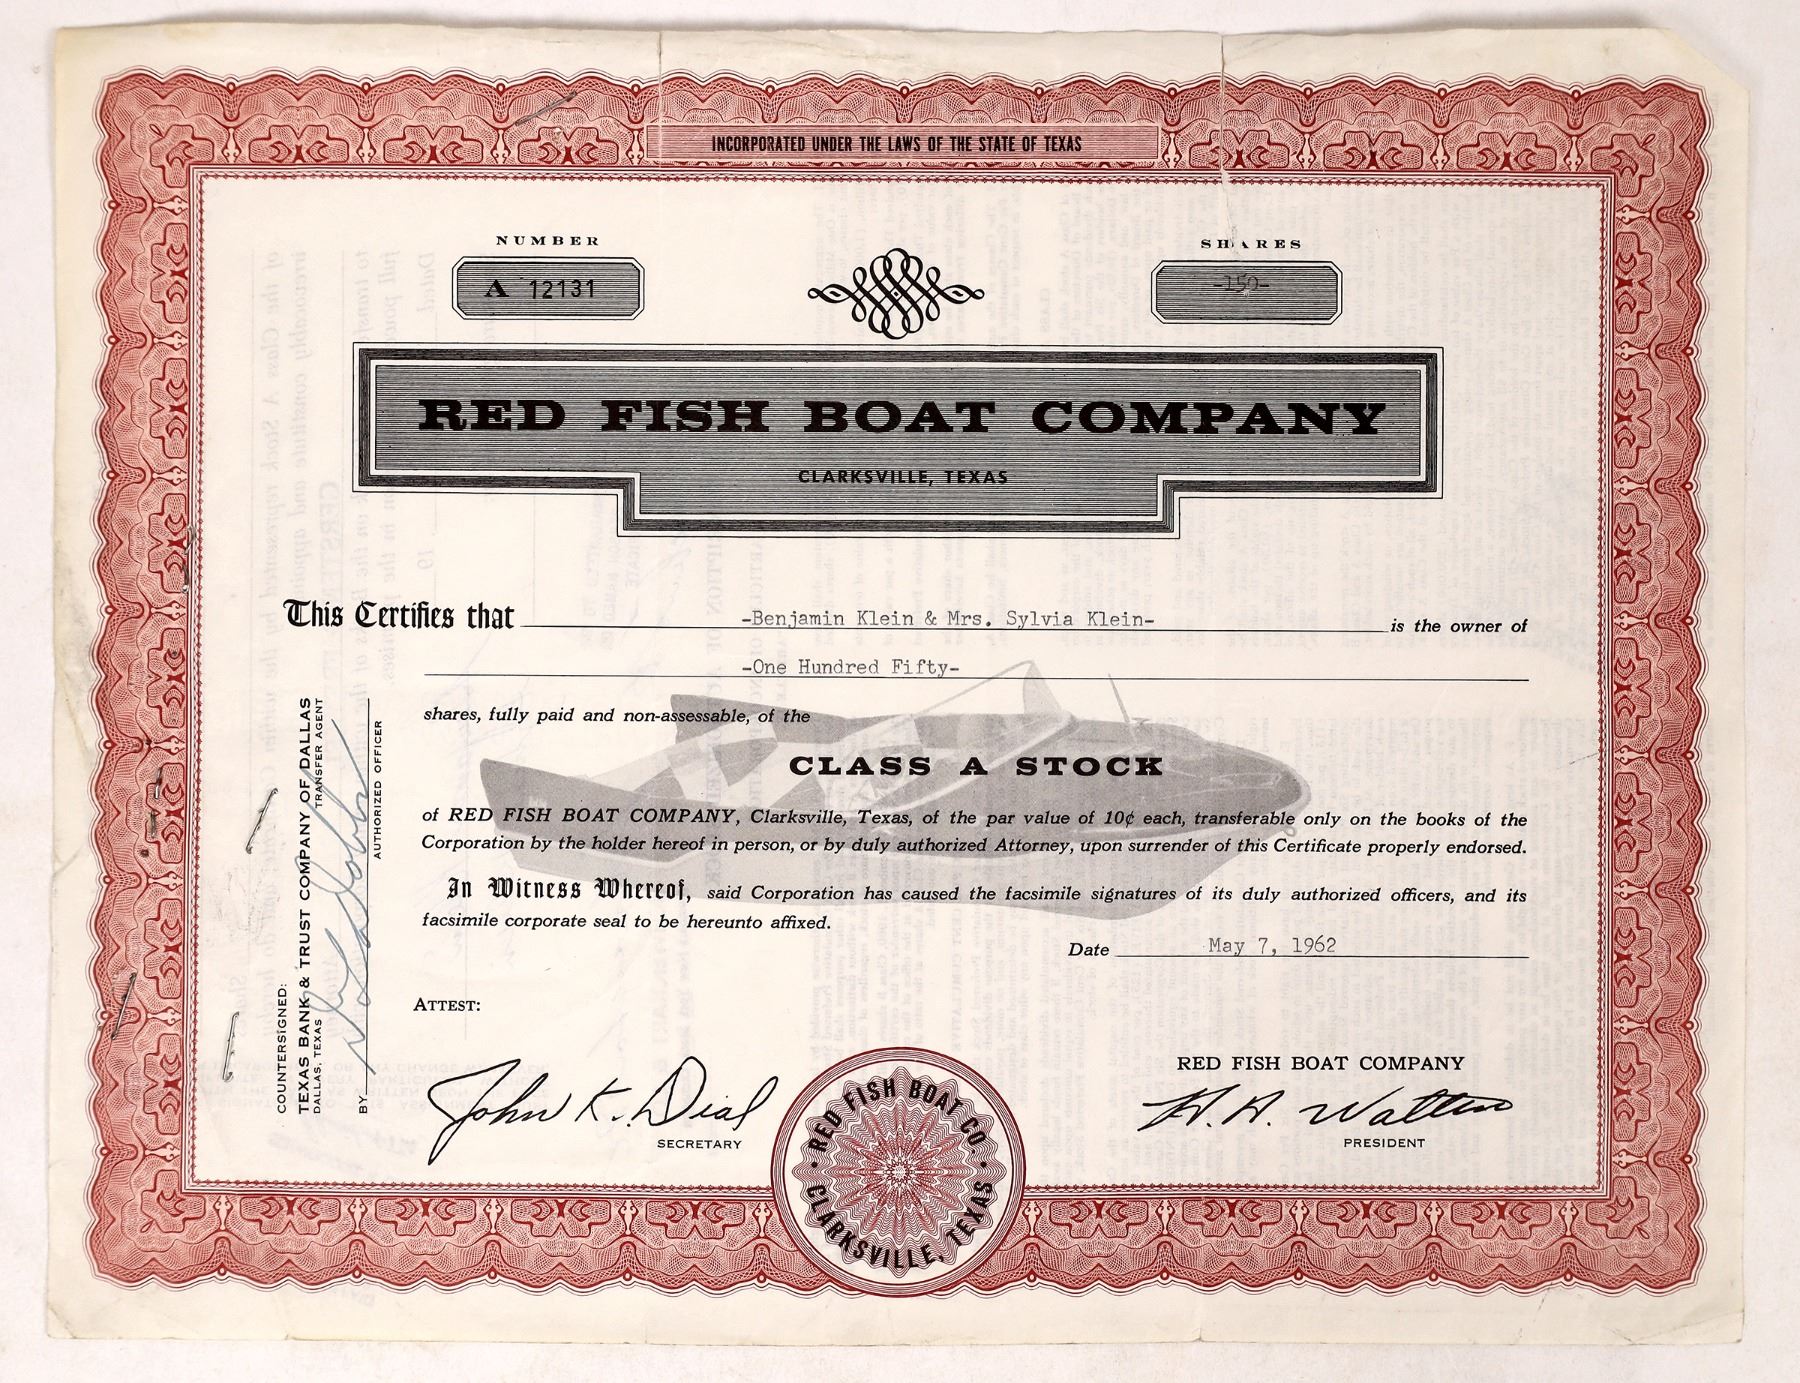 INCORPORATED UNDER THE LAWS OF THE STATE OF TEXAS
NUMBER
A 12131
SHARES
-150-
RED FISH BOAT COMPANY
CLARKSVILLE, TEXAS
This Certifies that -Benjamin Klein & Mrs. Sylvia Klein- is the owner of
-One Hundred Fifty-
shares, fully paid and non-assessable, of the
CLASS A STOCK
of RED FISH BOAT COMPANY, Clarksville, Texas, of the par value of 10¢ each, transferable only on the books of the
Corporation by the holder hereof in person, or by duly authorized Attorney, upon surrender of this Certificate properly endorsed.
In Witness Whereof, said Corporation has caused the facsimile signatures of its duly authorized officers, and its
facsimile corporate seal to be hereunto affixed.
Date May 7, 1962
ATTEST:
John K. Dial
SECRETARY
RED FISH BOAT COMPANY
H. H. Watten
PRESIDENT
RED FISH BOAT CO.
CLARKSVILLE, TEXAS
COUNTERSIGNED:
TEXAS BANK & TRUST COMPANY OF DALLAS
DALLAS, TEXAS TRANSFER AGENT
BY
AUTHORIZED OFFICER